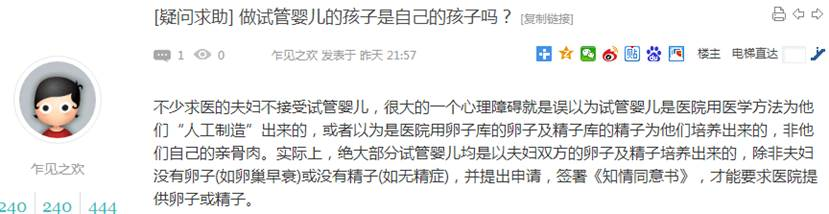 [疑问求助] 做试管婴儿的孩子是自己的孩子吗？ [复制链接]
1 0 乍见之欢 发表于 昨天 21:57 楼主 电梯直达
不少求医的夫妇不接受试管婴儿，很大的一个心理障碍就是误以为试管婴儿是医院用医学方法为他
们“人工制造”出来的，或者以为是医院用卵子库的卵子及精子库的精子为他们培养出来的，非他
们自己的亲骨肉。实际上，绝大部分试管婴儿均是以夫妇双方的卵子及精子培养出来的，除非夫妇
没有卵子(如卵巢早衰)或没有精子(如无精症)，并提出申请，签署《知情同意书》，才能要求医院提
供卵子或精子。
乍见之欢
240 240 444